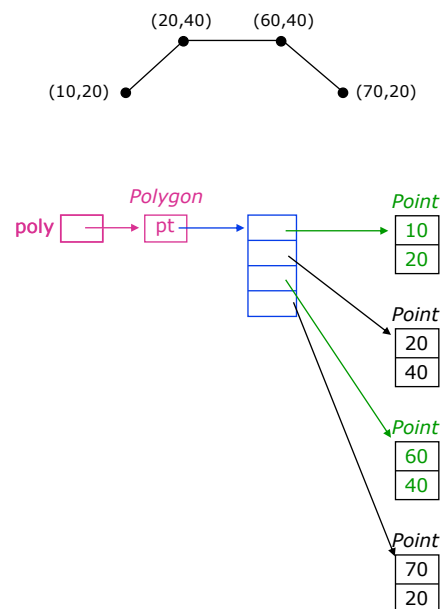 (20,40) (60,40)
(10,20) (70,20)
Polygon Point
poly pt 10
20
Point
20
40
Point
60
40
Point
70
20